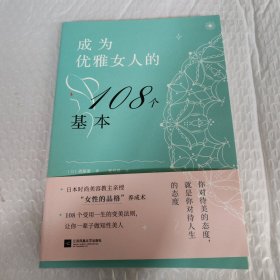 成为
优雅女人的
108个
基本
你对待美的态度，
就是你对待人生
的态度
日本时尚美容教主亲授
“女性的品格”养成术
108个受用一生的变美法则，
让你一辈子做知性美人